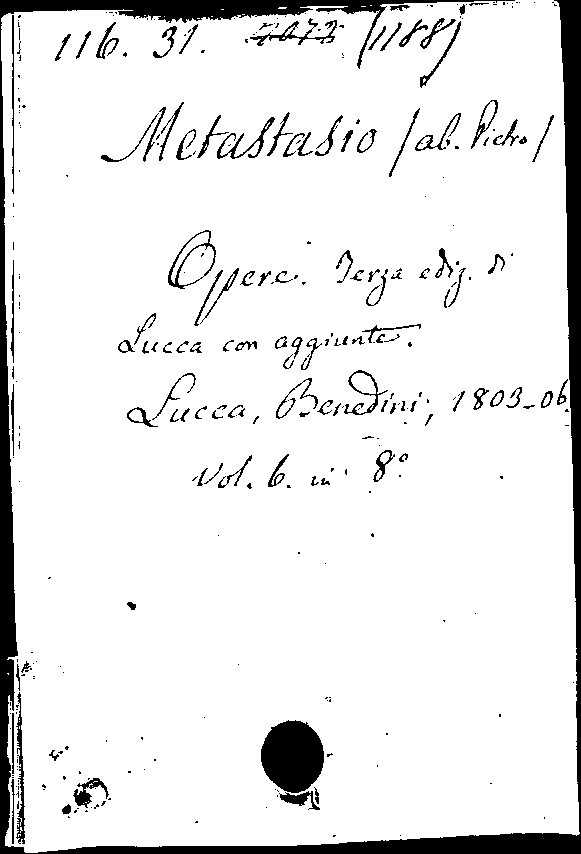 116. 31. (1188)
Metastasio (ab. Pietro)
Opere. Terza ediz. di
Lucca con aggiunte.
Lucca, Benedini, 1803-06.
Vol. 6. in 8º